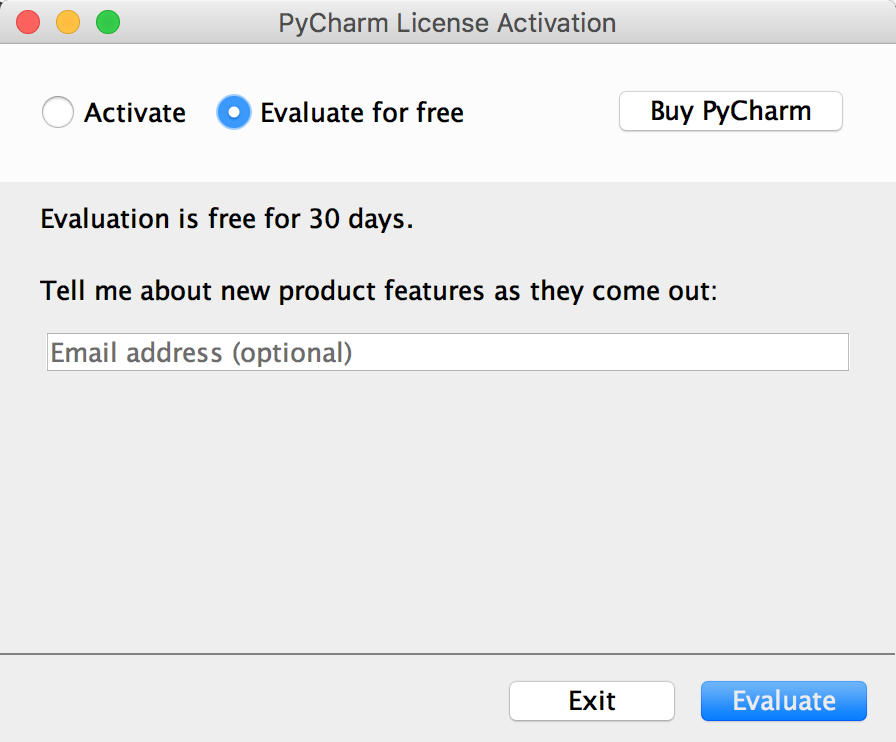 PyCharm License Activation
Activate Evaluate for free Buy PyCharm
Evaluation is free for 30 days.
Tell me about new product features as they come out:
Email address (optional)
Exit Evaluate